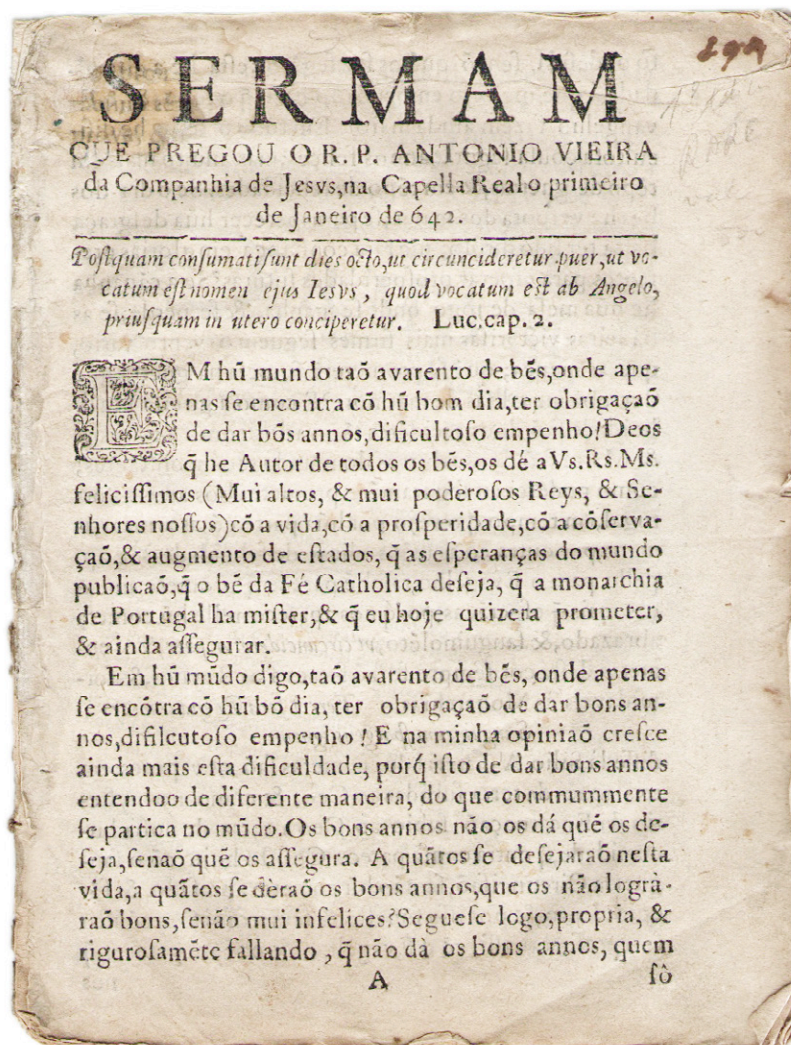 SERMAM
QUE PREGOU O R. P. ANTONIO VIEIRA
da Companhia de Jesvs, na Capella Real o primeiro
de Janeiro de 642.
Poſtquam conſumati ſunt dies octo, ut circuncideretur puer, ut vo-
catum eſt nomen ejus Iesvs, quod vocatum eſt ab Angelo,
priuſquam in utero conciperetur. Luc. cap. 2.
EM hũ mundo taõ avarento de bẽs, onde ape-
nas ſe encontra cõ hũ bom dia, ter obrigaçaõ
de dar bõs annos, dificultoſo empenho! Deos
q̃ he Autor de todos os bẽs, os dé a Vs. Rs. Ms.
feliciſſimos (Mui altos, & mui poderoſos Reys, & Se-
nhores noſſos) cõ a vida, cõ a proſperidade, cõ a cõſerva-
çaõ, & augmento de eſtados, q̃ as eſperanças do mundo
publicaõ, q̃ o bẽ da Fé Catholica deſeja, q̃ a monarchia
de Portugal ha miſter, & q̃ eu hoje quizera prometer,
& ainda aſſegurar.
Em hũ mũdo digo, taõ avarento de bẽs, onde apenas
ſe encõtra cõ hũ bõ dia, ter obrigaçaõ de dar bons an-
nos, difilcutoſo empenho! E na minha opiniaõ creſce
ainda mais eſta dificuldade, porq̃ iſto de dar bons annos
entendoo de diferente maneira, do que commummente
ſe partica no mũdo. Os bons annos não os dá quẽ os de-
ſeja, ſenaõ quẽ os aſſegura. A quãtos ſe deſejaraõ neſta
vida, a quãtos ſe dèraõ os bons annos, que os não logrà-
raõ bons, ſenão mui infelices? Segueſe logo, propria, &
riguroſamẽte fallando, q̃ não dà os bons annos, quem
A ſò